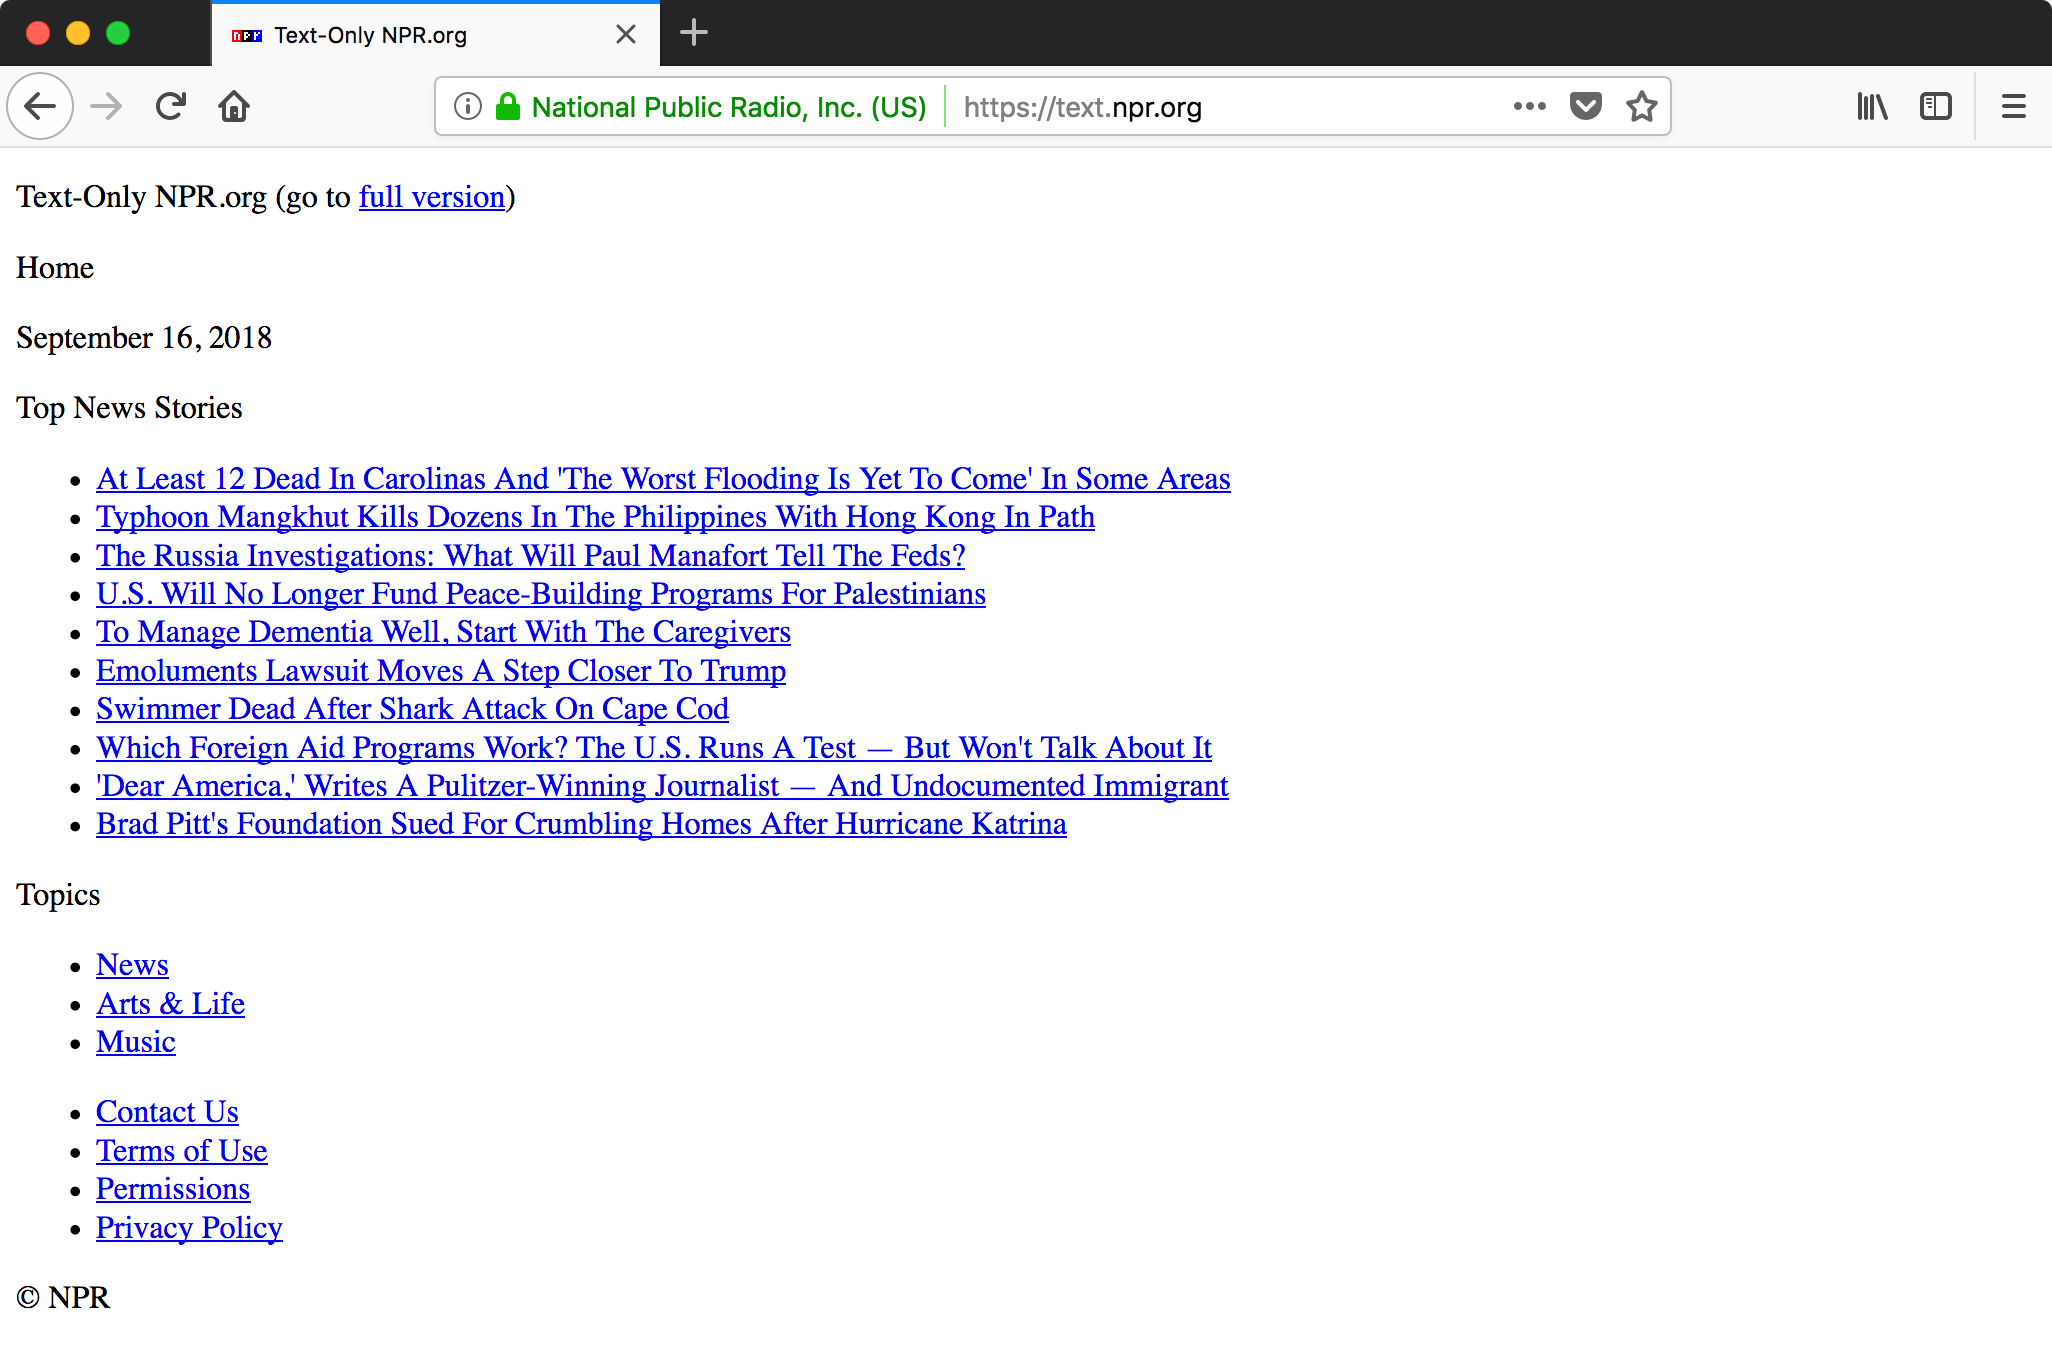 npr Text-Only NPR.org
National Public Radio, Inc. (US) https://text.npr.org
Text-Only NPR.org (go to full version)
Home
September 16, 2018
Top News Stories
At Least 12 Dead In Carolinas And 'The Worst Flooding Is Yet To Come' In Some Areas
Typhoon Mangkhut Kills Dozens In The Philippines With Hong Kong In Path
The Russia Investigations: What Will Paul Manafort Tell The Feds?
U.S. Will No Longer Fund Peace-Building Programs For Palestinians
To Manage Dementia Well, Start With The Caregivers
Emoluments Lawsuit Moves A Step Closer To Trump
Swimmer Dead After Shark Attack On Cape Cod
Which Foreign Aid Programs Work? The U.S. Runs A Test — But Won't Talk About It
'Dear America,' Writes A Pulitzer-Winning Journalist — And Undocumented Immigrant
Brad Pitt's Foundation Sued For Crumbling Homes After Hurricane Katrina
Topics
News
Arts & Life
Music
Contact Us
Terms of Use
Permissions
Privacy Policy
© NPR